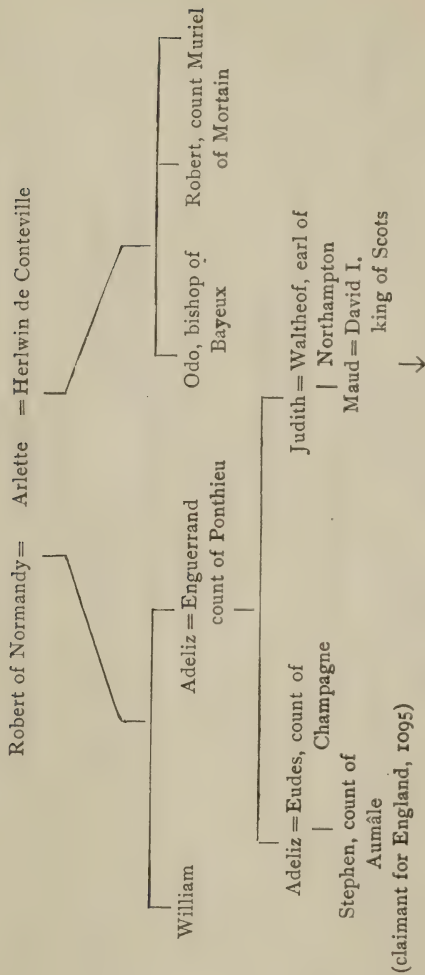 Robert of Normandy = Arlette = Herlwin de Conteville
William Adeliz = Enguerrand
count of Ponthieu
Odo, bishop of
Bayeux
Robert, count
of Mortain
Muriel
Adeliz = Eudes, count of
Champagne
Stephen, count of
Aumâle
(claimant for England, 1095)
Judith = Waltheof, earl of
Northampton
Maud = David I.
king of Scots